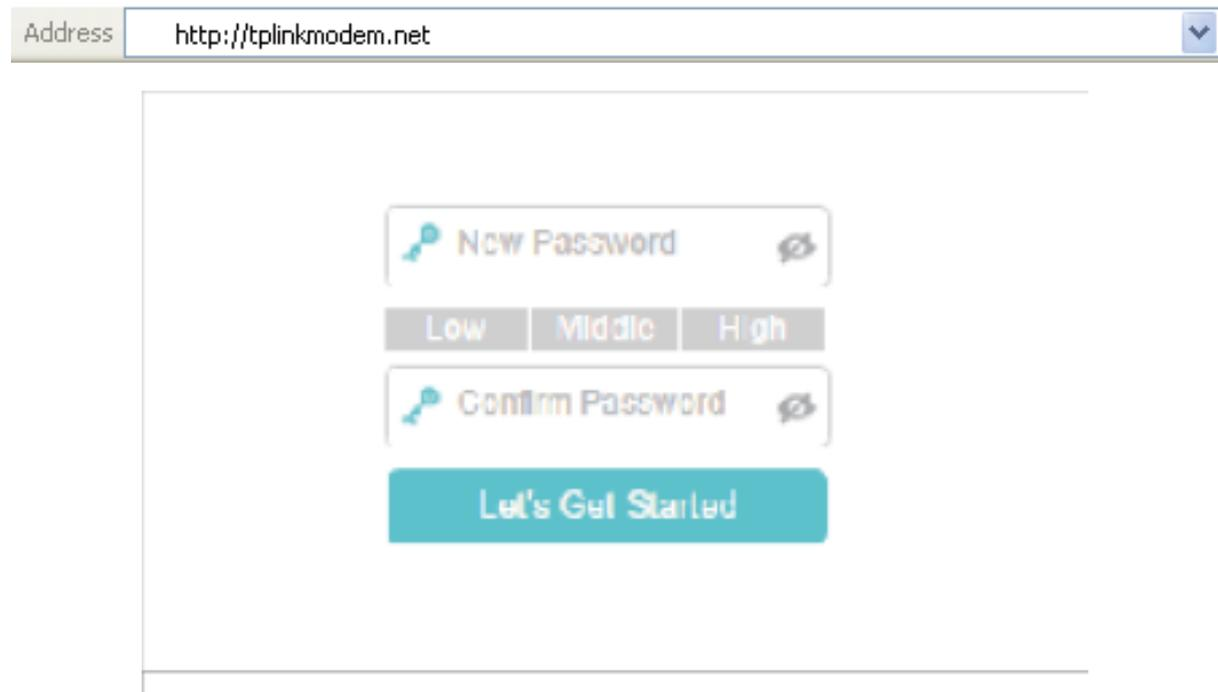 Address http://tplinkmodem.net
New Password
Low Middle High
Confirm Password
Let's Get Started